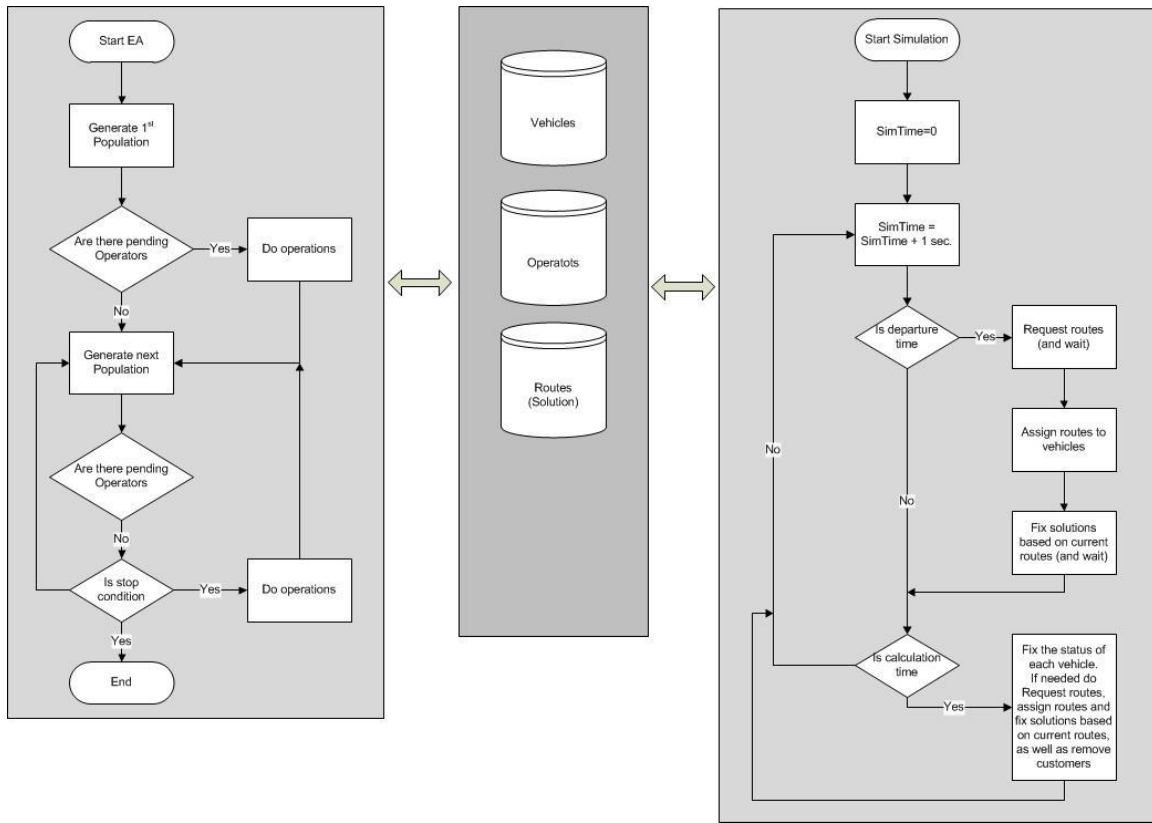 Start EA
Generate 1st
Population
Are there pending
Operators
Yes
Do operations
No
Generate next
Population
Are there pending
Operators
No
Is stop
condition
Yes
Do operations
Yes
End
Vehicles
Operatots
Routes
(Solution)
Start Simulation
SimTime=0
SimTime =
SimTime + 1 sec.
Is departure
time
Yes
Request routes
(and wait)
Assign routes to
vehicles
No
No
Fix solutions
based on current
routes (and wait)
Is calculation
time
Yes
Fix the status of
each vehicle.
If needed do
Request routes,
assign routes and
fix solutions based
on current routes,
as well as remove
customers